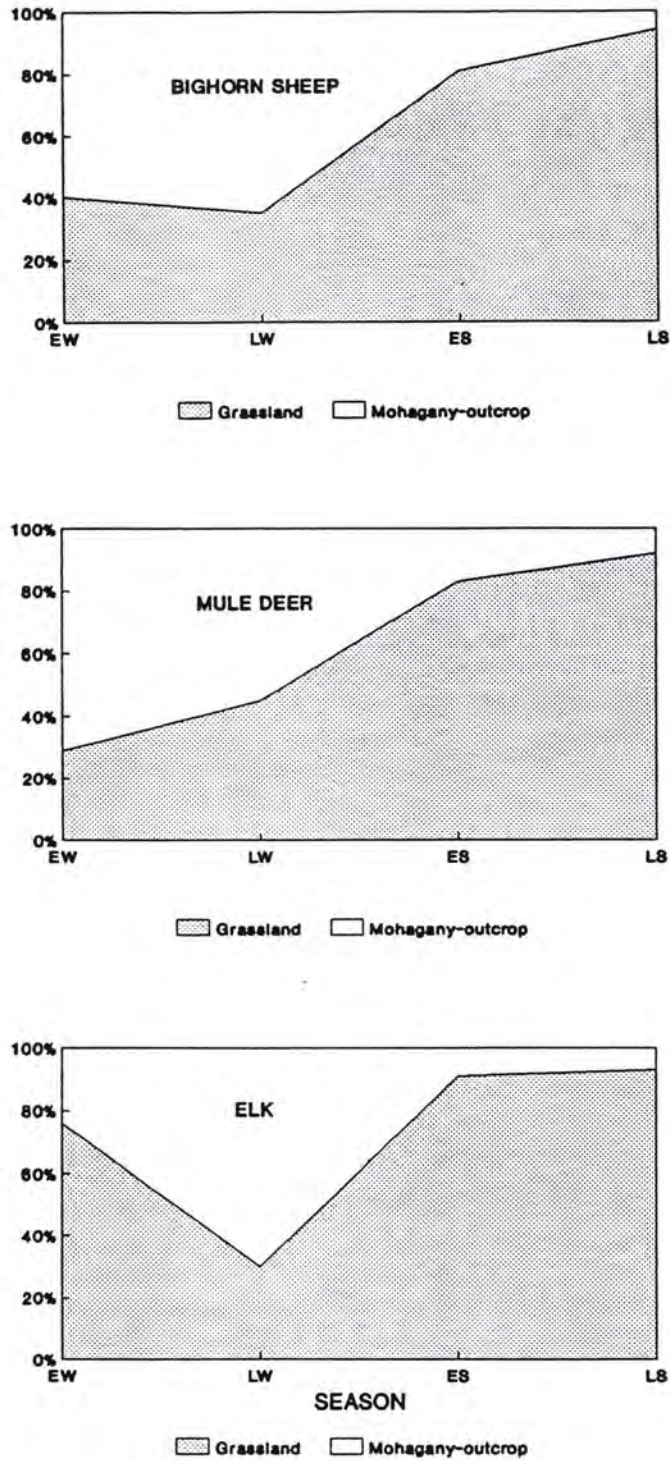 100%
80%
BIGHORN SHEEP
60%
40%
20%
0%
EW LW ES LS
Grassland Mohagany-outcrop
100%
80%
MULE DEER
60%
40%
20%
0%
EW LW ES LS
Grassland Mohagany-outcrop
100%
80%
ELK
60%
40%
20%
0%
EW LW ES LS
SEASON
Grassland Mohagany-outcrop